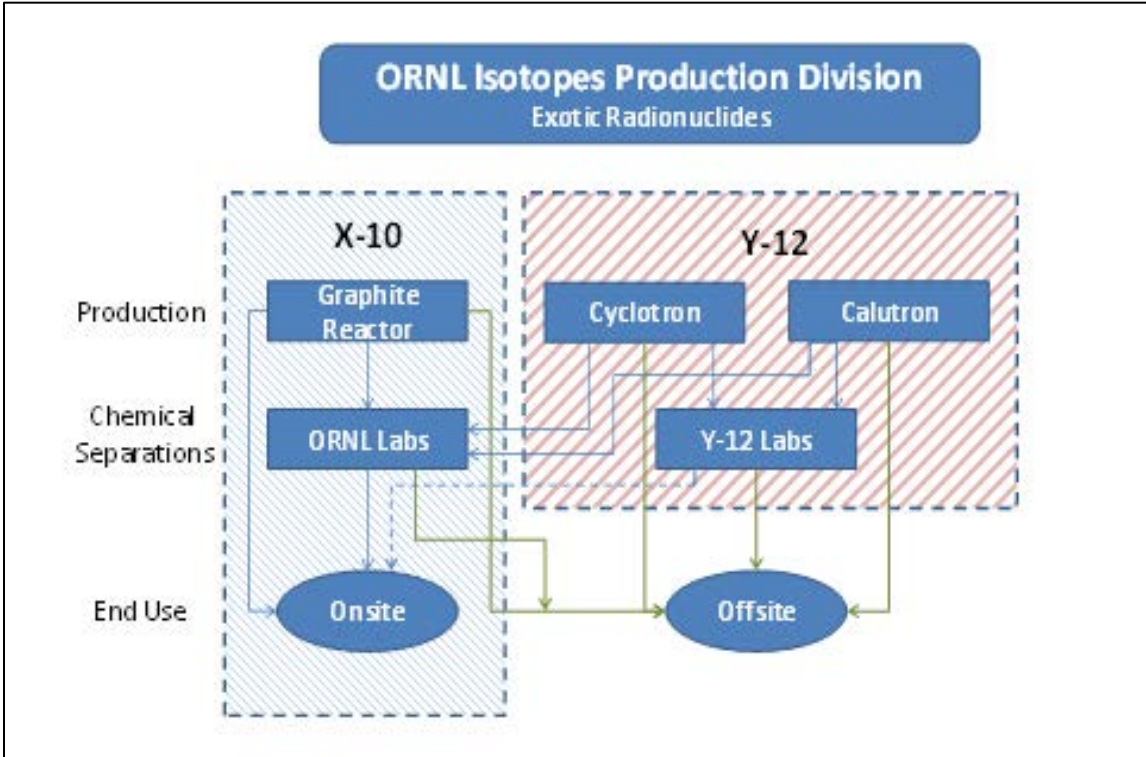 ORNL Isotopes Production Division
Exotic Radionuclides
X-10
Y-12
Production
Graphite
Reactor
Cyclotron
Calutron
Chemical
Separations
ORNL Labs
Y-12 Labs
End Use
Onsite
Offsite